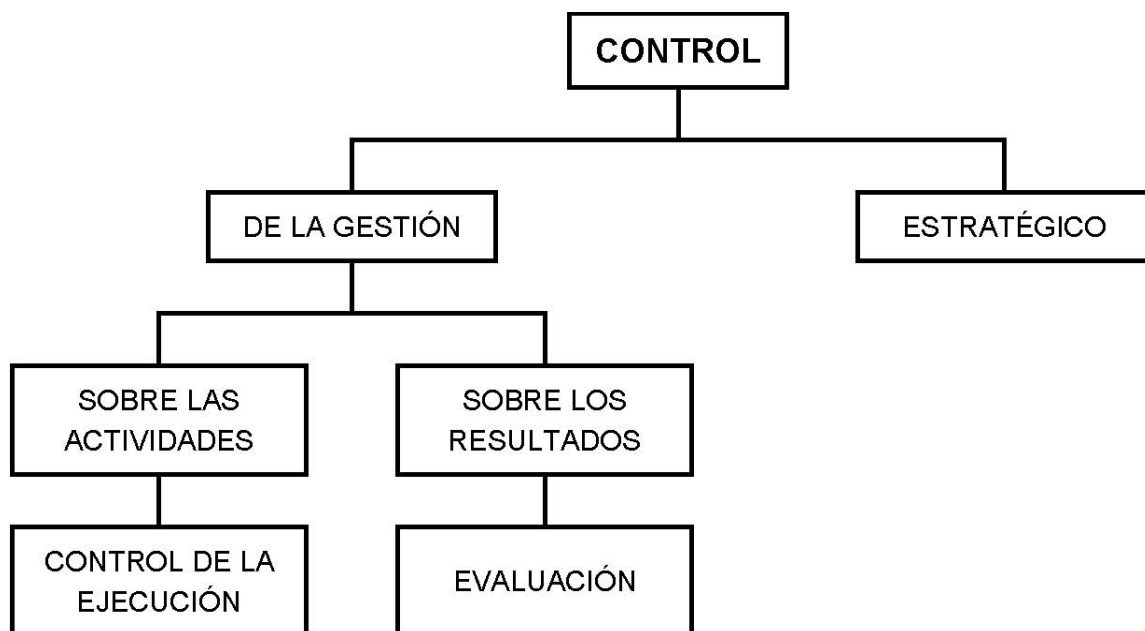 CONTROL
DE LA GESTIÓN
ESTRATÉGICO
SOBRE LAS
ACTIVIDADES
SOBRE LOS
RESULTADOS
CONTROL DE LA
EJECUCIÓN
EVALUACIÓN